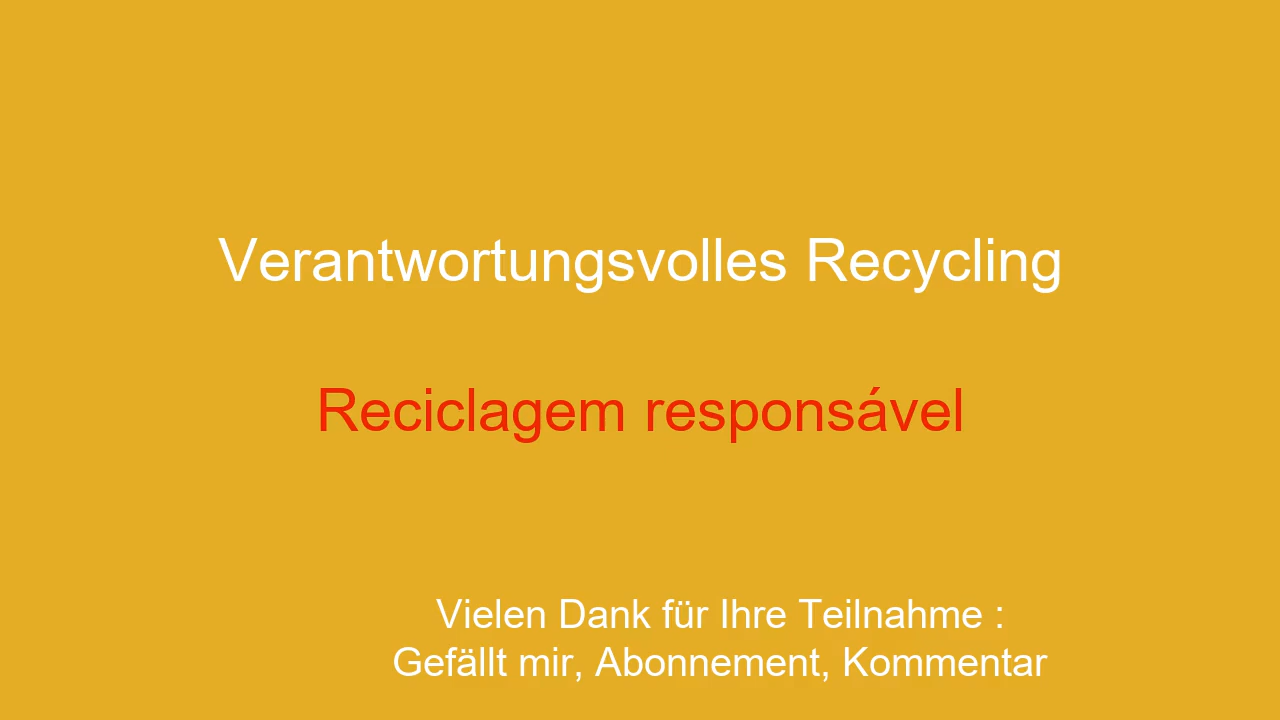 Verantwortungsvolles Recycling
Reciclagem responsável
Vielen Dank für Ihre Teilnahme :
Gefällt mir, Abonnement, Kommentar